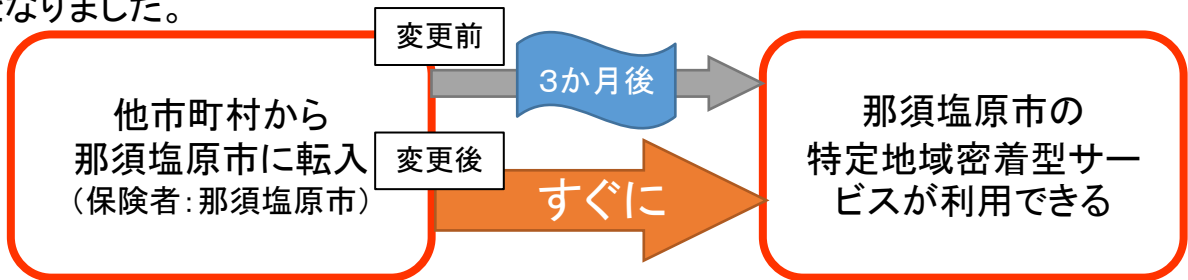 なりました。
変更前
3か月後
他市町村から
那須塩原市に転入
(保険者:那須塩原市)
変更後
すぐに
那須塩原市の
特定地域密着型サー
ビスが利用できる